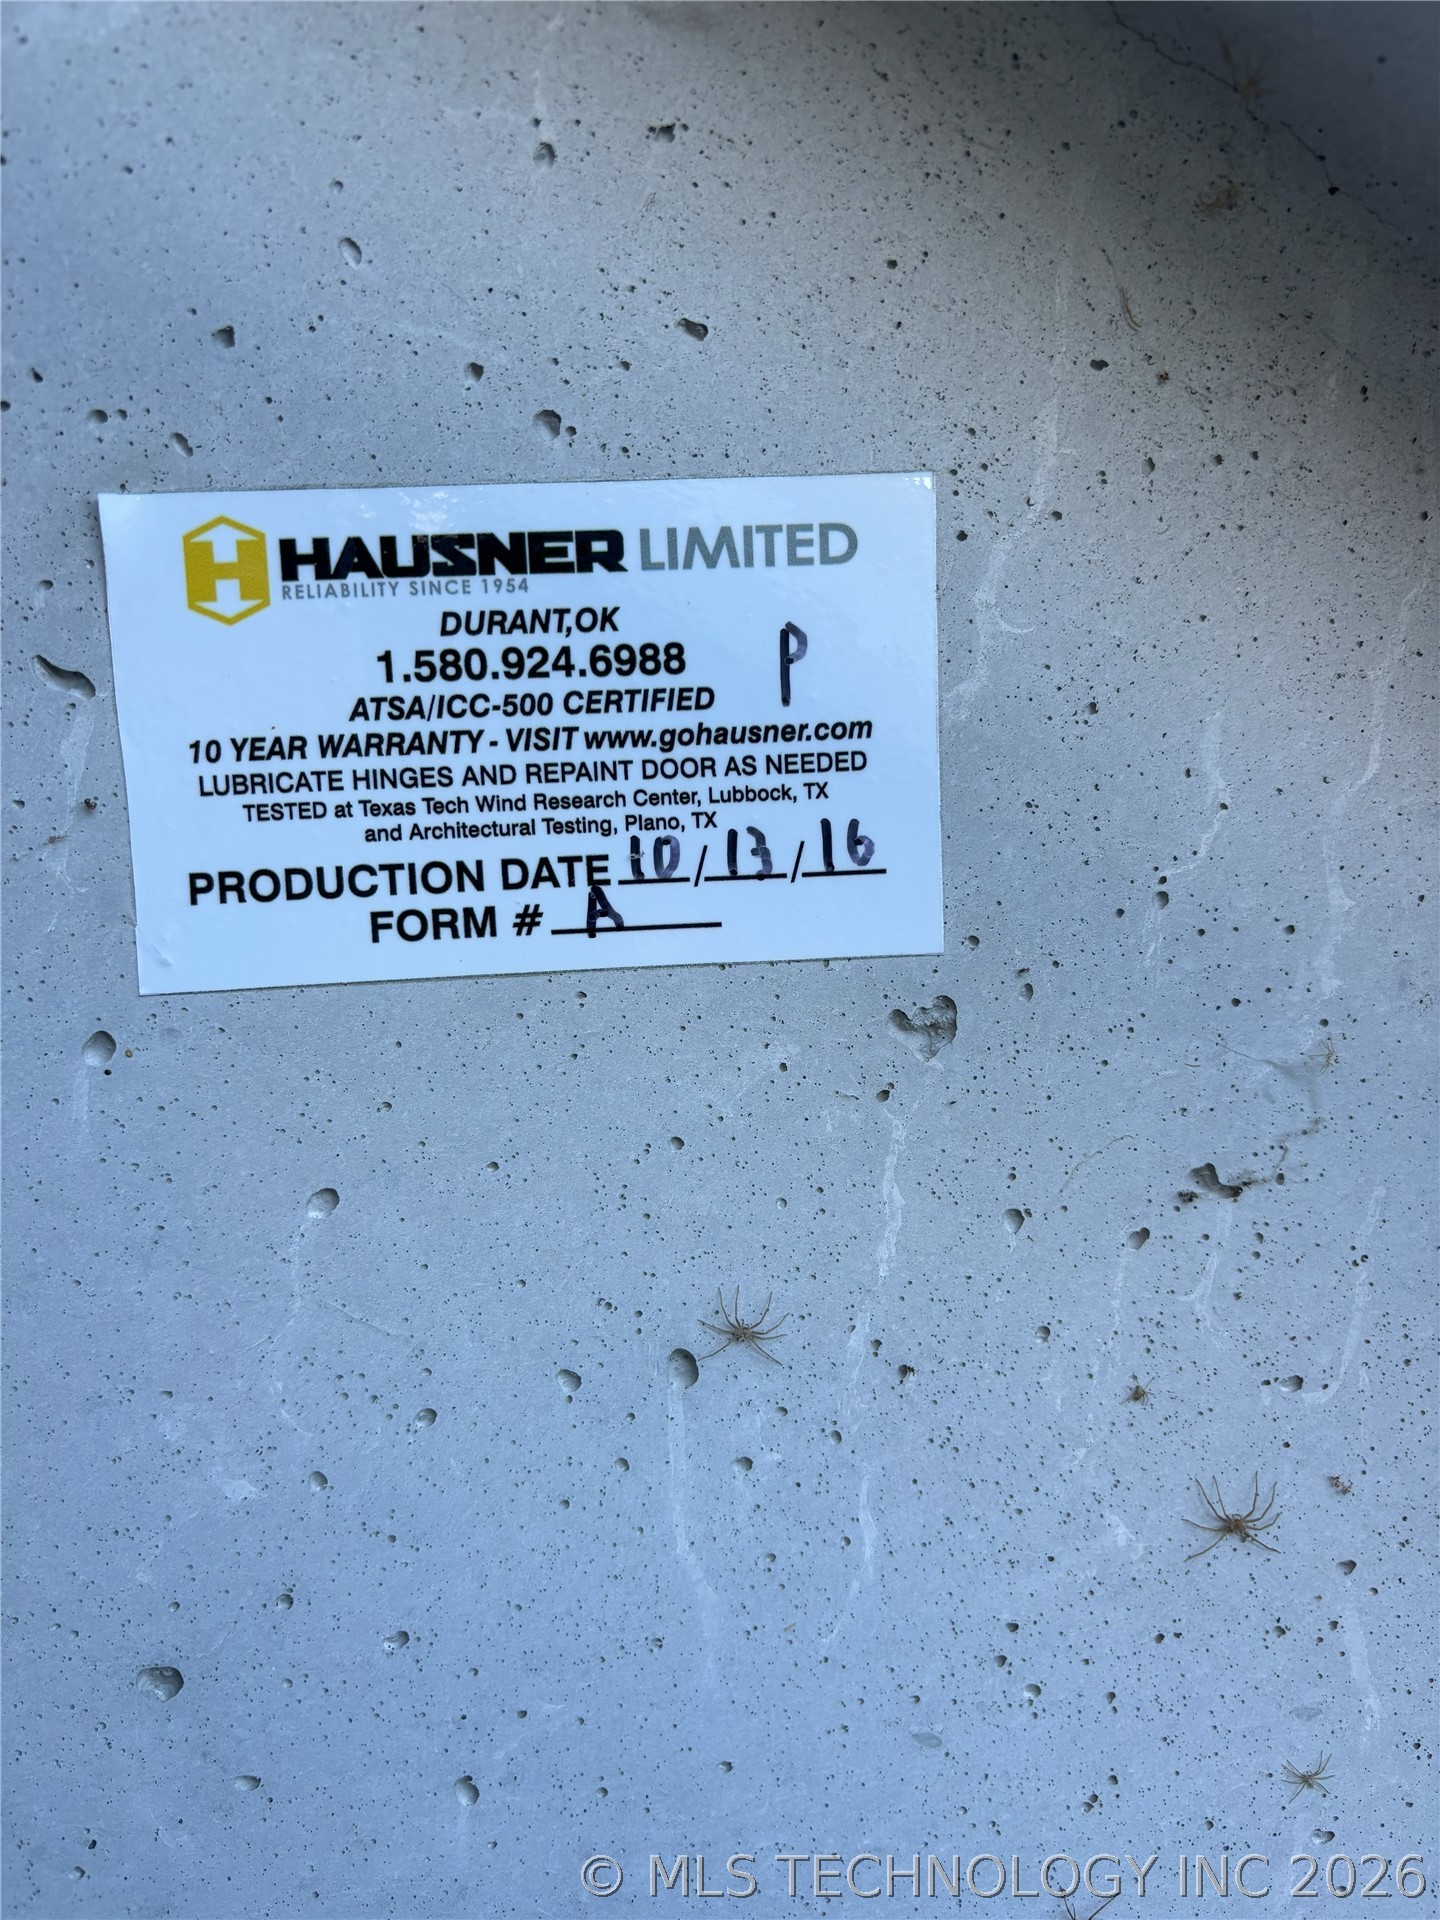 HAUSNER LIMITED
RELIABILITY SINCE 1954
DURANT,OK
1.580.924.6988
P
ATSA/ICC-500 CERTIFIED
10 YEAR WARRANTY - VISIT www.gohausner.com
LUBRICATE HINGES AND REPAINT DOOR AS NEEDED
TESTED at Texas Tech Wind Research Center, Lubbock, TX
and Architectural Testing, Plano, TX
PRODUCTION DATE 10/13/16
FORM # A
© MLS TECHNOLOGY INC 2026